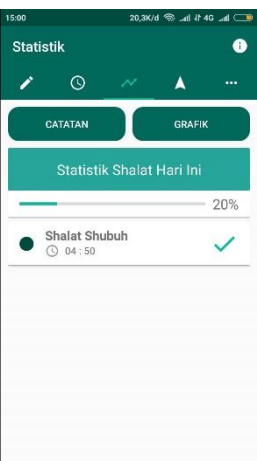 15:00 20,3K/d 4G
Statistik
CATATAN GRAFIK
Statistik Shalat Hari Ini
20%
Shalat Shubuh
04 : 50